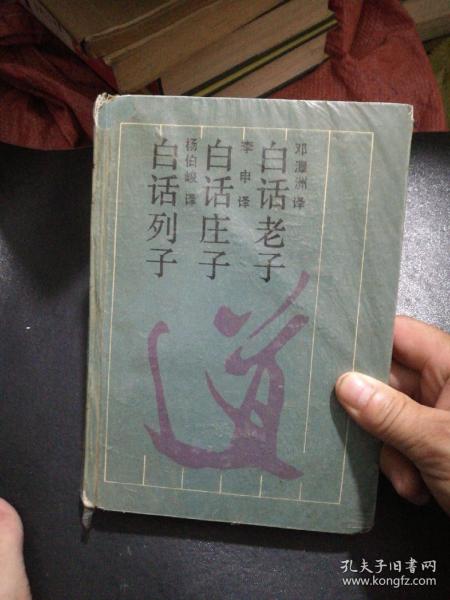 邓潭洲译
白话老子
李申译
白话庄子
杨伯峻译
白话列子
道
孔夫子旧书网
www.kongfz.com